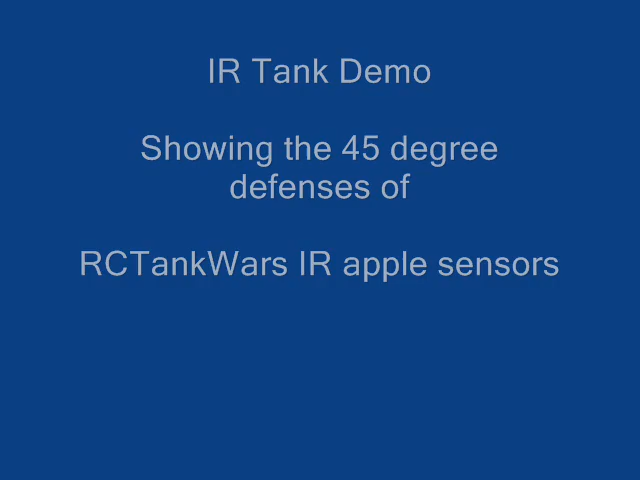 IR Tank Demo
Showing the 45 degree
defenses of
RCTankWars IR apple sensors